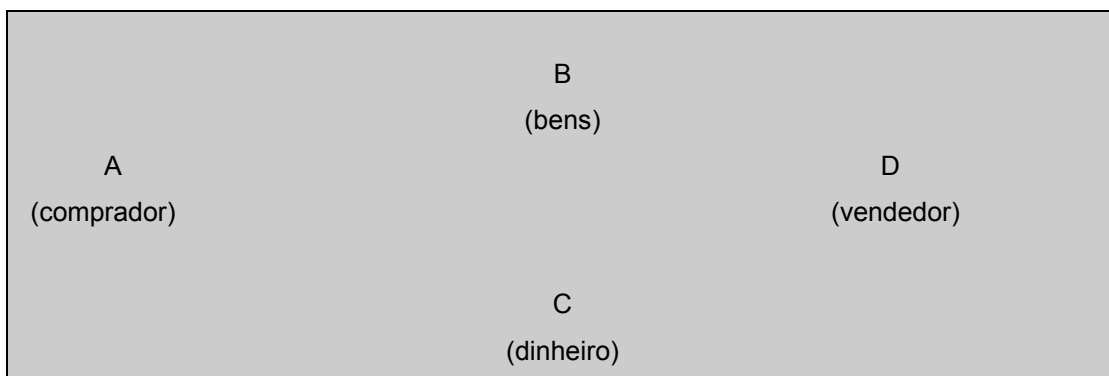 B
(bens)
A
(comprador)
D
(vendedor)
C
(dinheiro)